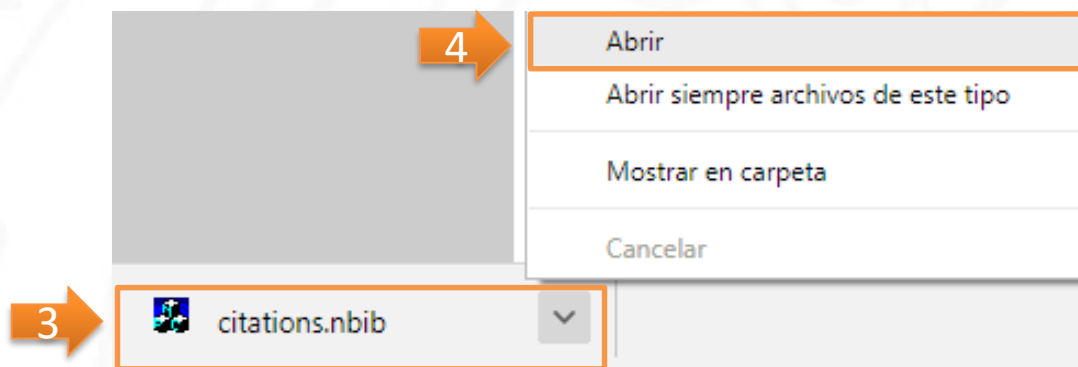 4
Abrir
Abrir siempre archivos de este tipo
Mostrar en carpeta
Cancelar
3
citations.nbib